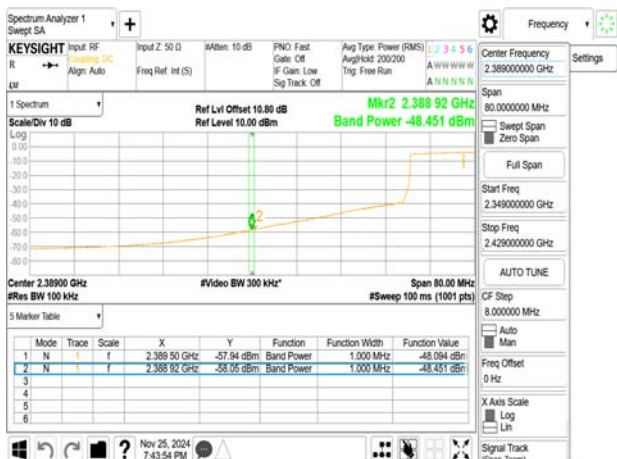 Spectrum Analyzer 1
Swept SA
+
Frequency
KEYSIGHT
Input: RF
Coupling: DC
Align: Auto
Input Z: 50 Ω
Freq Ref: Int (S)
#Atten: 10 dB
PNO: Fast
Gate: Off
IF Gain: Low
Sig Track: Off
Avg Type: Power (RMS)
Avg|Hold: 200/200
Trig: Free Run
1 2 3 4 5 6
A W W W W W
A N N N N N
R
1 Spectrum
Scale/Div 10 dB
Ref Lvl Offset 10.80 dB
Ref Level 10.00 dBm
Mkr2 2.388 92 GHz
Band Power -48.451 dBm
Log
0.00
-10.0
-20.0
-30.0
-40.0
-50.0
-60.0
-70.0
-80.0
2
Center 2.38900 GHz
#Res BW 100 kHz
#Video BW 300 kHz*
Span 80.00 MHz
#Sweep 100 ms (1001 pts)
5 Marker Table
Mode Trace Scale X Y Function Function Width Function Value
1 N 1 f 2.389 50 GHz -57.94 dBm Band Power 1.000 MHz -48.094 dBm
2 N 1 f 2.388 92 GHz -58.05 dBm Band Power 1.000 MHz -48.451 dBm
3
4
5
6
?
Nov 25, 2024
7:43:54 PM
Center Frequency
2.389000000 GHz
Settings
Span
80.0000000 MHz
Swept Span
Zero Span
Full Span
Start Freq
2.349000000 GHz
Stop Freq
2.429000000 GHz
AUTO TUNE
CF Step
8.000000 MHz
Auto
Man
Freq Offset
0 Hz
X Axis Scale
Log
Lin
Signal Track